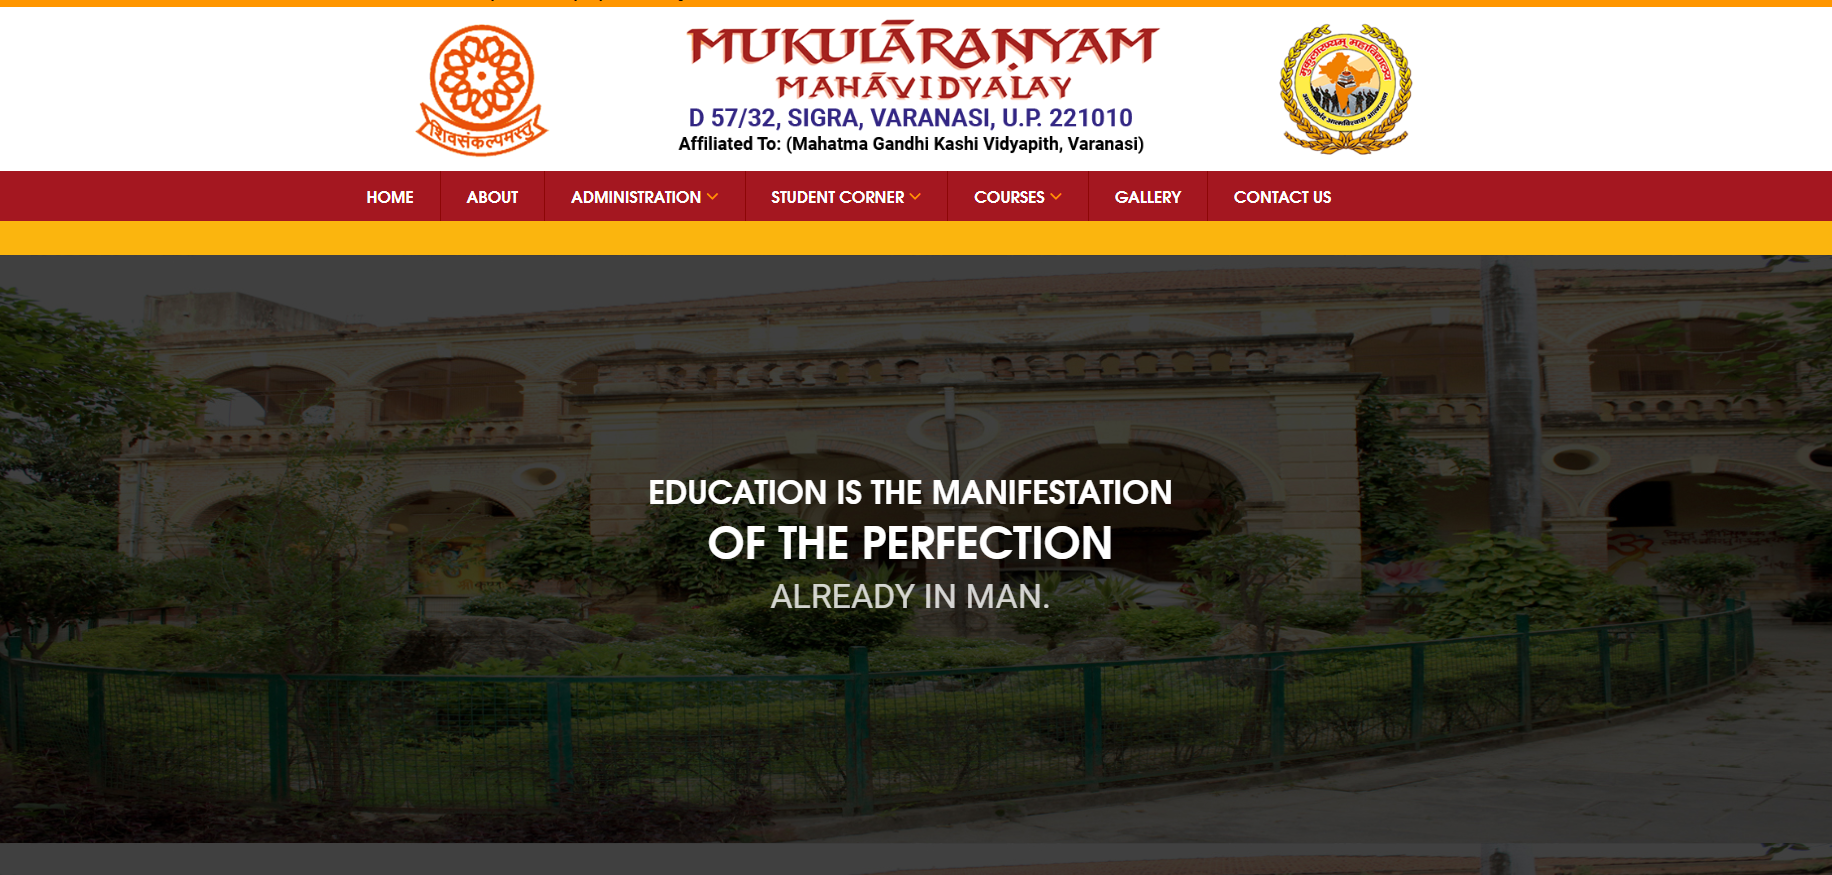 MUKULĀRAṆYAM
MAHĀVIDYALAY
D 57/32, SIGRA, VARANASI, U.P. 221010
Affiliated To: (Mahatma Gandhi Kashi Vidyapith, Varanasi)
शिवसंकल्पमस्तु
मुकुलारण्यम् महाविद्यालय
HOME
ABOUT
ADMINISTRATION
STUDENT CORNER
COURSES
GALLERY
CONTACT US
EDUCATION IS THE MANIFESTATION
OF THE PERFECTION
ALREADY IN MAN.